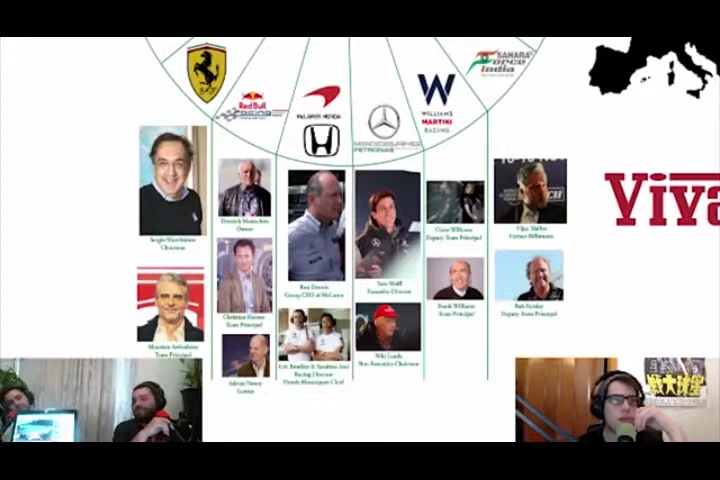 SAHARA
FORCE
india
Red Bull
RACING
McLAREN HONDA
W
WILLIAMS
MARTINI
RACING
MERCEDES AMG
PETRONAS
Viva
Sergio Marchionne
Chairman
Maurizio Arrivabene
Team Principal
Dietrich Mateschitz
Owner
Christian Horner
Team Principal
Adrian Newey
Genius
Ron Dennis
Group CEO of McLaren
Eric Boullier & Yasuhisa Arai
Racing Director
Honda Motorsport Chief
Toto Wolff
Executive Director
Niki Lauda
Non Executive Chairman
Claire Williams
Deputy Team Principal
Frank Williams
Team Principal
Vijay Mallya
Former Billionaire
Bob Fernley
Deputy Team Principal